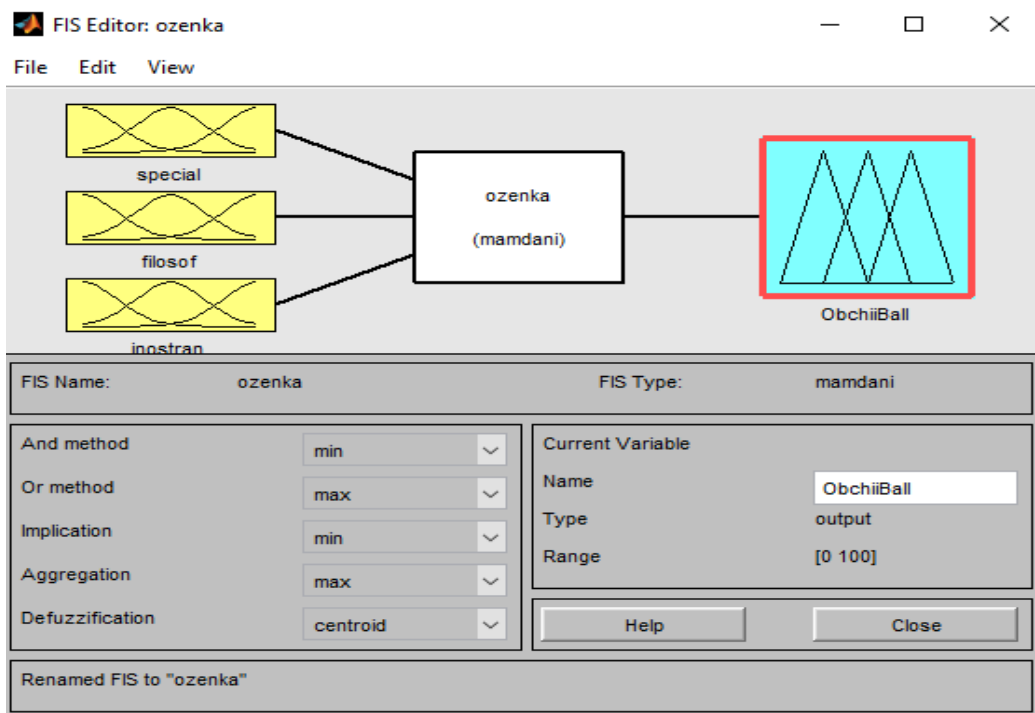 FIS Editor: ozenka
File Edit View
special
filosof
inostran
ozenka
(mamdani)
ObchiiBall
FIS Name: ozenka FIS Type: mamdani
And method min
Or method max
Implication min
Aggregation max
Defuzzification centroid
Current Variable
Name ObchiiBall
Type output
Range [0 100]
Help Close
Renamed FIS to "ozenka"